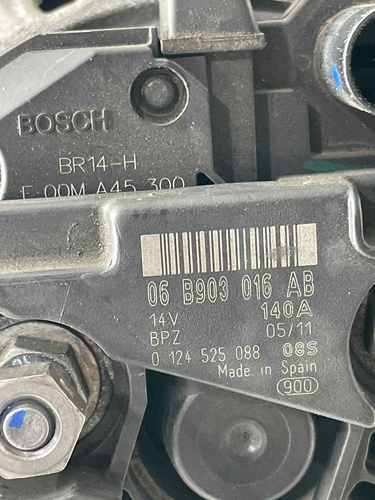 BOSCH
BR14-H
F 00M A45 300
06 B903 016 AB
14V 140A
BPZ 05/11
0 124 525 088 08S
Made in Spain
900